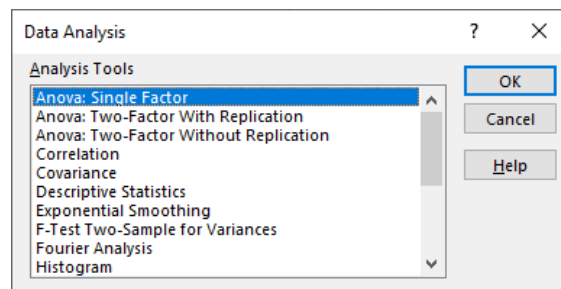 Data Analysis ? ×
Analysis Tools
Anova: Single Factor
Anova: Two-Factor With Replication
Anova: Two-Factor Without Replication
Correlation
Covariance
Descriptive Statistics
Exponential Smoothing
F-Test Two-Sample for Variances
Fourier Analysis
Histogram
OK
Cancel
Help